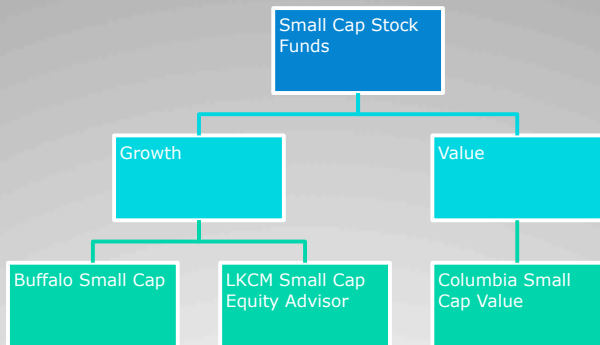 Small Cap Stock
Funds
Growth
Value
Buffalo Small Cap
LKCM Small Cap
Equity Advisor
Columbia Small
Cap Value